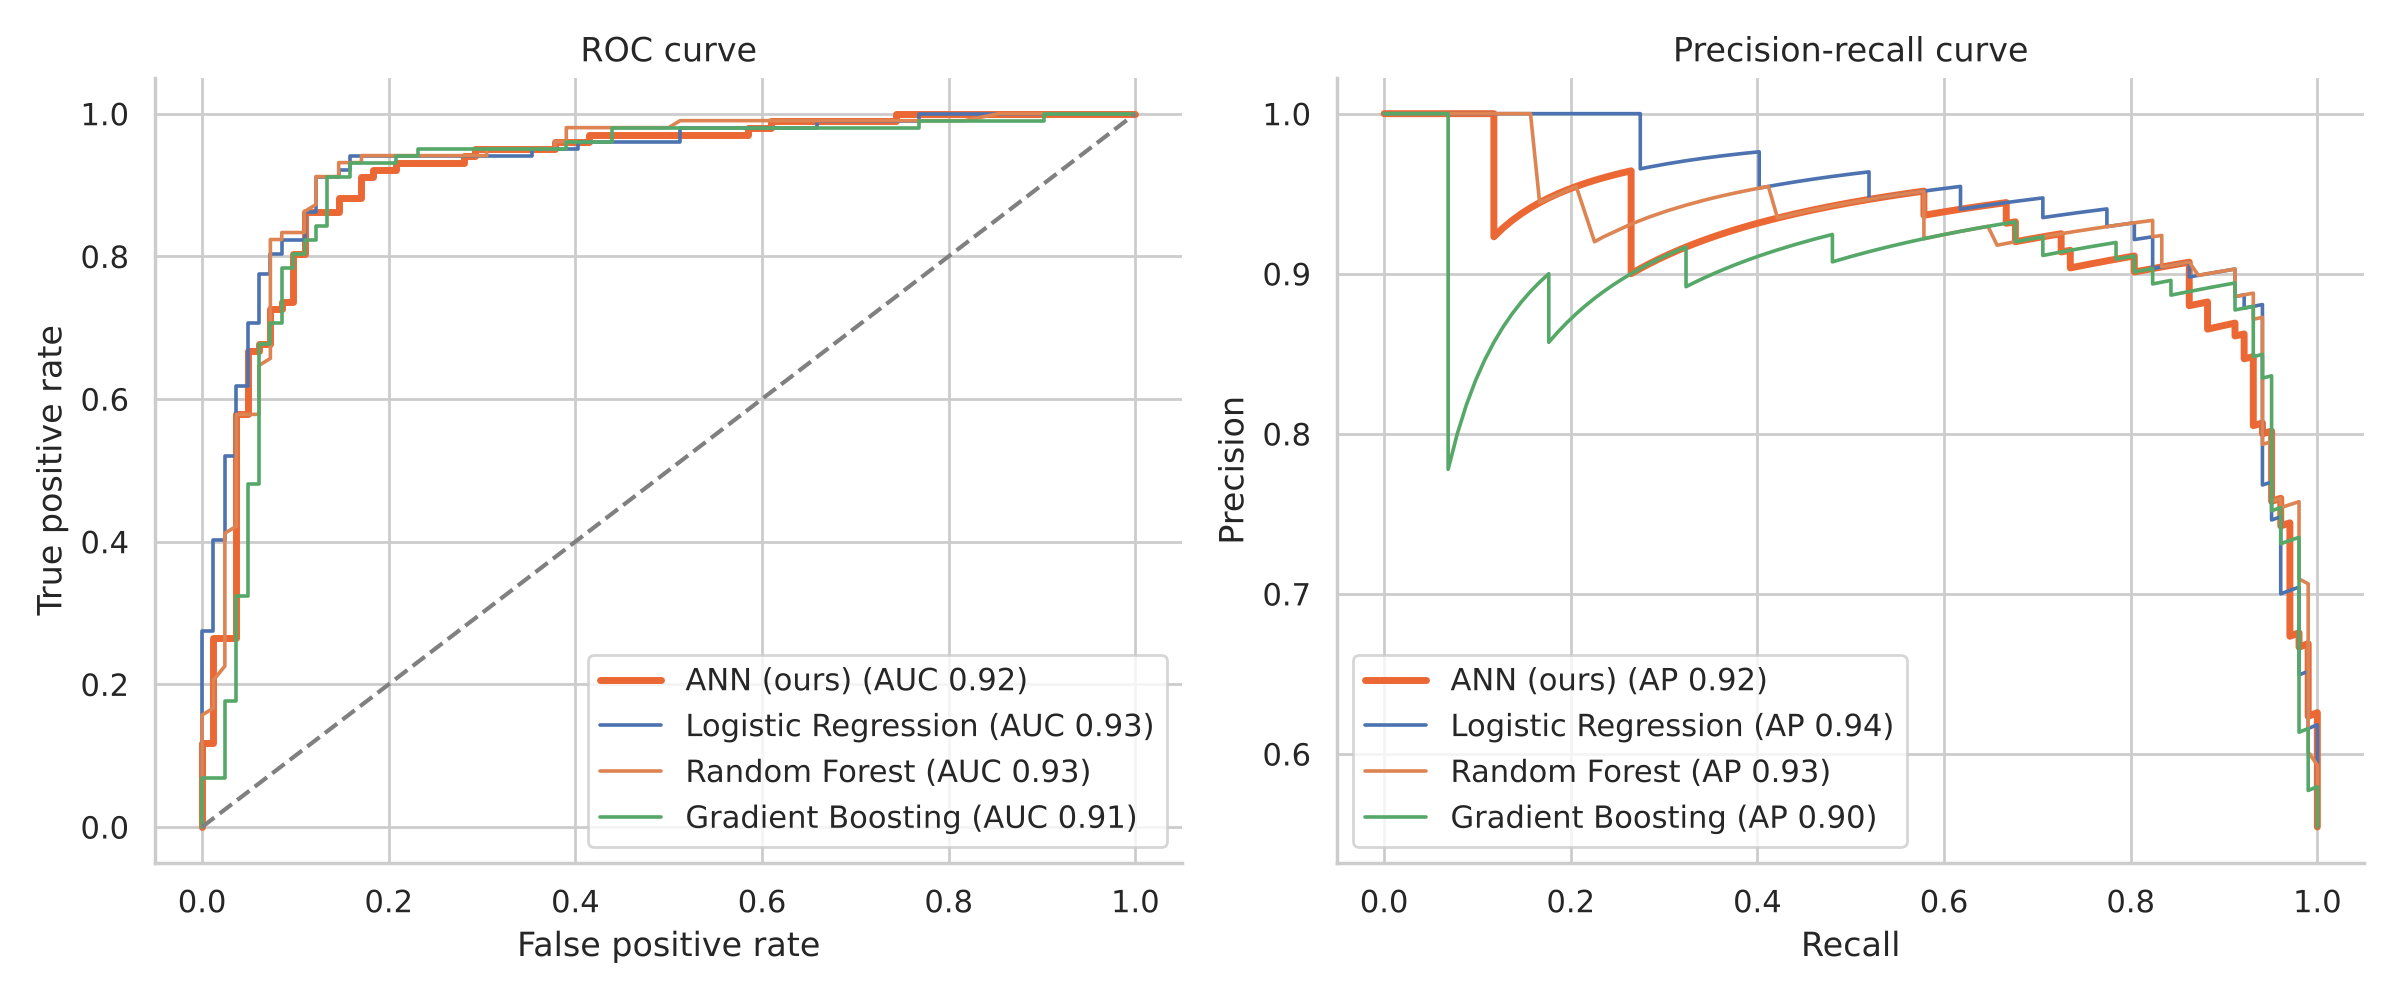 ROC curve
True positive rate
1.0
0.8
0.6
0.4
0.2
0.0
ANN (ours) (AUC 0.92)
Logistic Regression (AUC 0.93)
Random Forest (AUC 0.93)
Gradient Boosting (AUC 0.91)
0.0 0.2 0.4 0.6 0.8 1.0
False positive rate
Precision-recall curve
Precision
1.0
0.9
0.8
0.7
0.6
ANN (ours) (AP 0.92)
Logistic Regression (AP 0.94)
Random Forest (AP 0.93)
Gradient Boosting (AP 0.90)
0.0 0.2 0.4 0.6 0.8 1.0
Recall